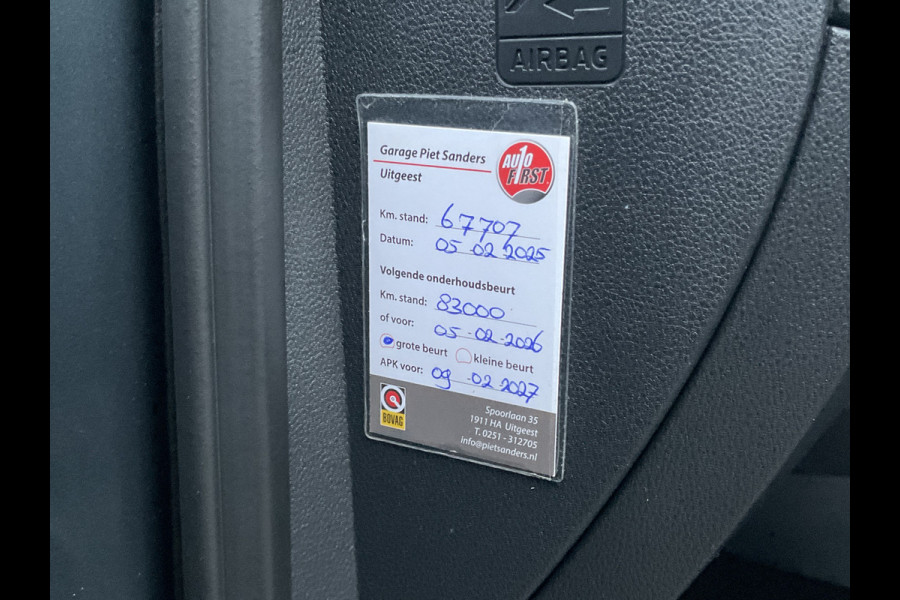 AIRBAG
Garage Piet Sanders
Uitgeest
AUTO
FIRST
Km. stand: 67707
Datum: 05 02 2025
Volgende onderhoudsbeurt
Km. stand: 83000
of voor: 05-02-2026
grote beurt kleine beurt
APK voor: 09-02 2027
BOVAG
Spoorlaan 35
1911 HA Uitgeest
T. 0251 - 312705
info@pietsanders.nl